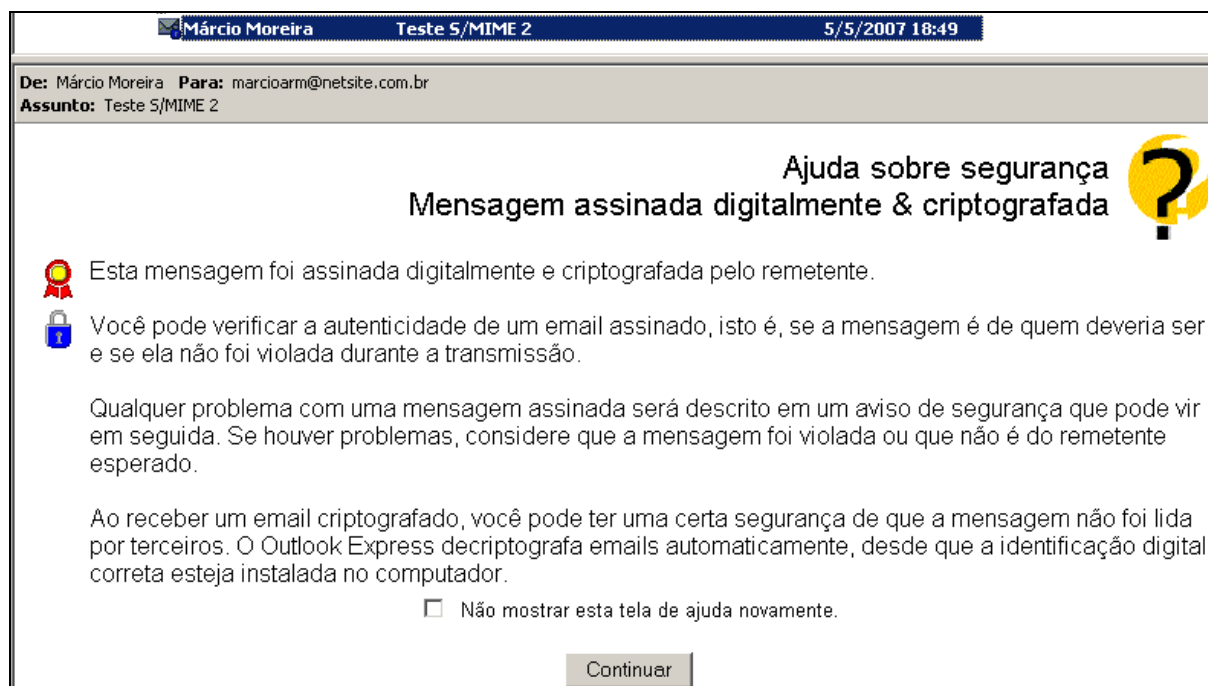 Márcio Moreira Teste S/MIME 2 5/5/2007 18:49
De: Márcio Moreira Para: marcioarm@netsite.com.br
Assunto: Teste S/MIME 2
Ajuda sobre segurança
Mensagem assinada digitalmente & criptografada
Esta mensagem foi assinada digitalmente e criptografada pelo remetente.
Você pode verificar a autenticidade de um email assinado, isto é, se a mensagem é de quem deveria ser
e se ela não foi violada durante a transmissão.
Qualquer problema com uma mensagem assinada será descrito em um aviso de segurança que pode vir
em seguida. Se houver problemas, considere que a mensagem foi violada ou que não é do remetente
esperado.
Ao receber um email criptografado, você pode ter uma certa segurança de que a mensagem não foi lida
por terceiros. O Outlook Express decriptografa emails automaticamente, desde que a identificação digital
correta esteja instalada no computador.
Não mostrar esta tela de ajuda novamente.
Continuar